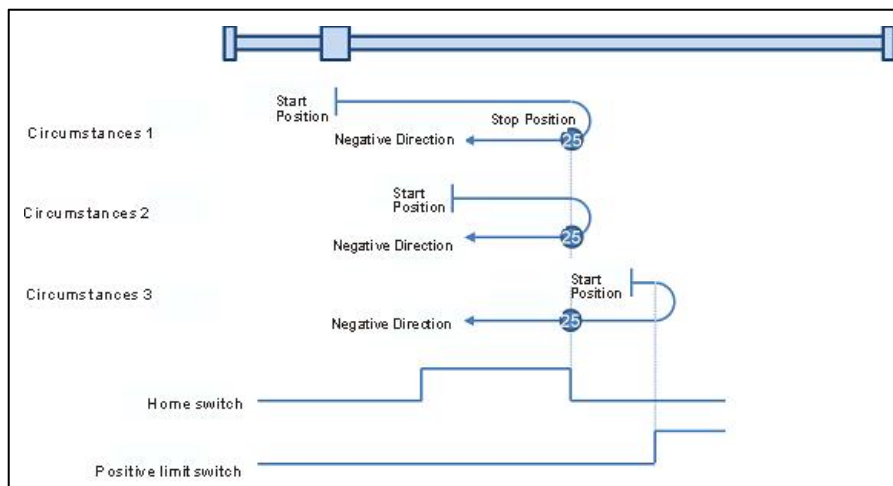 Start
Position
Circumstances 1
Stop Position
Negative Direction
25
Start
Position
Circumstances 2
Negative Direction
25
Start
Position
Circumstances 3
Negative Direction
25
Home switch
Positive limit switch